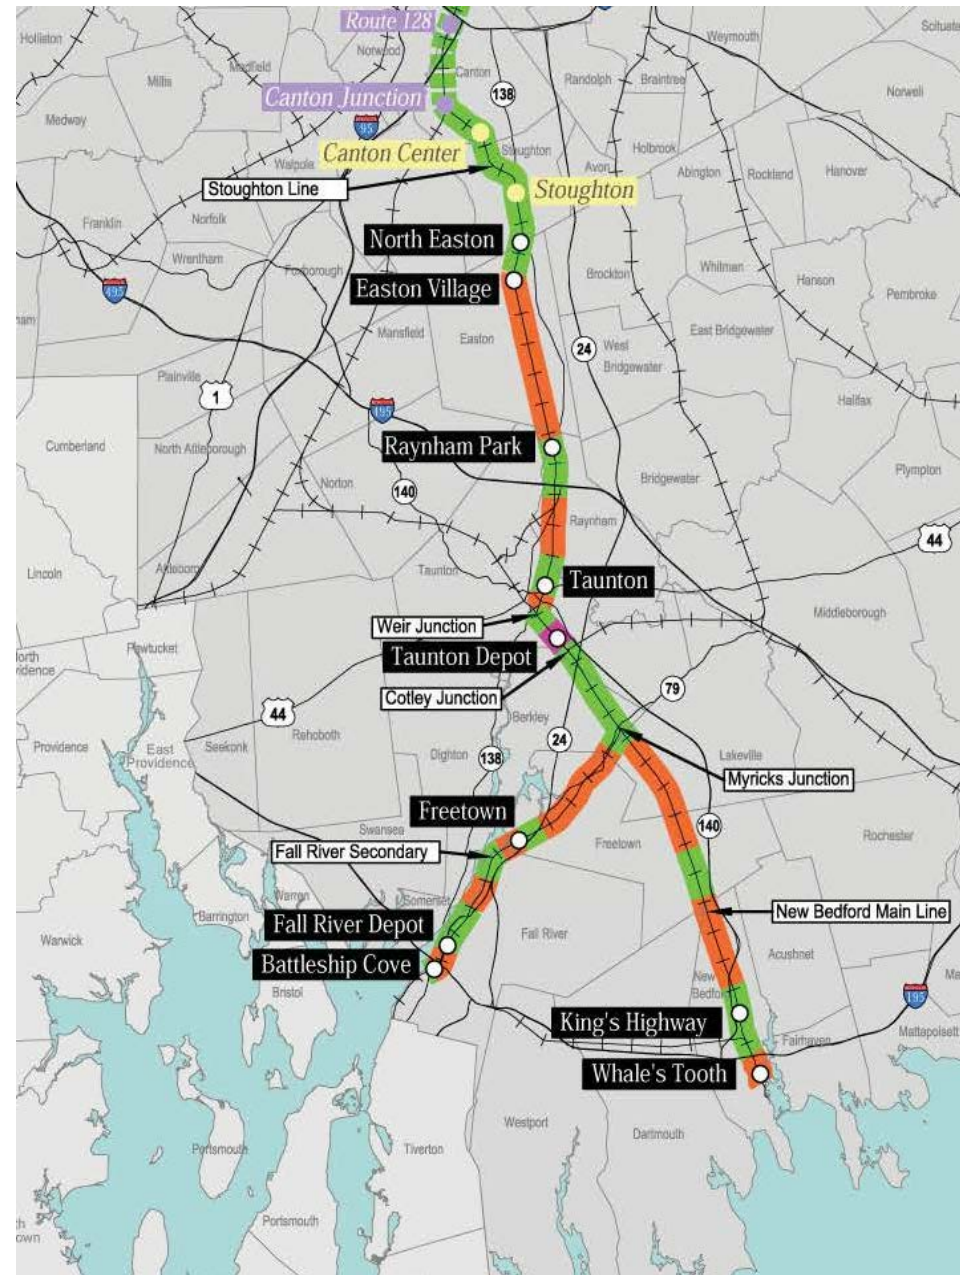 Route 128
Scituate
Holliston
Norwood
Weymouth
Medfield
Canton
Millis
Randolph
Braintree
138
Norwell
Canton Junction
Medway
95
Canton Center
Stoughton
Holbrook
Walpole
Avon
Abington
Rockland
Hanover
Stoughton Line
Stoughton
Franklin
Norfolk
North Easton
Wrentham
Foxborough
Whitman
Brockton
Hanson
495
Easton Village
Pembroke
Mansfield
Easton
East Bridgewater
24
West
Bridgewater
Plainville
1
495
Halifax
Cumberland
North Attleborough
Raynham Park
Plympton
Norton
140
Bridgewater
Raynham
44
Lincoln
Attleboro
Taunton
Taunton
Middleborough
Weir Junction
Pawtucket
Taunton Depot
Cotley Junction
79
44
Berkley
Providence
East
Providence
Seekonk
Rehoboth
24
Dighton
138
Lakeville
Myricks Junction
Freetown
140
Swansea
Rochester
Fall River Secondary
Freetown
Warren
Somerset
Barrington
New Bedford Main Line
Fall River Depot
Fall River
Warwick
Acushnet
Battleship Cove
New
Bedford
Bristol
195
King's Highway
Mattapoisett
Fairhaven
Whale's Tooth
Westport
Dartmouth
Portsmouth
Tiverton
Portsmouth